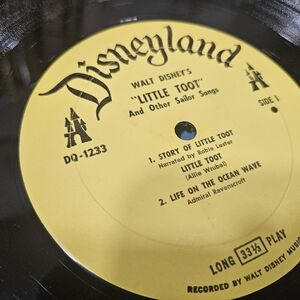 Disneyland
WALT DISNEY'S
"LITTLE TOOT"
And Other Sailor Songs
DQ-1233
SIDE 1
1. STORY OF LITTLE TOOT
Narrated by Robie Lester
LITTLE TOOT
(Allie Wrubel)
2. LIFE ON THE OCEAN WAVE
Admiral Ravenscroft
LONG 33⅓ PLAY
RECORDED BY WALT DISNEY MUSIC